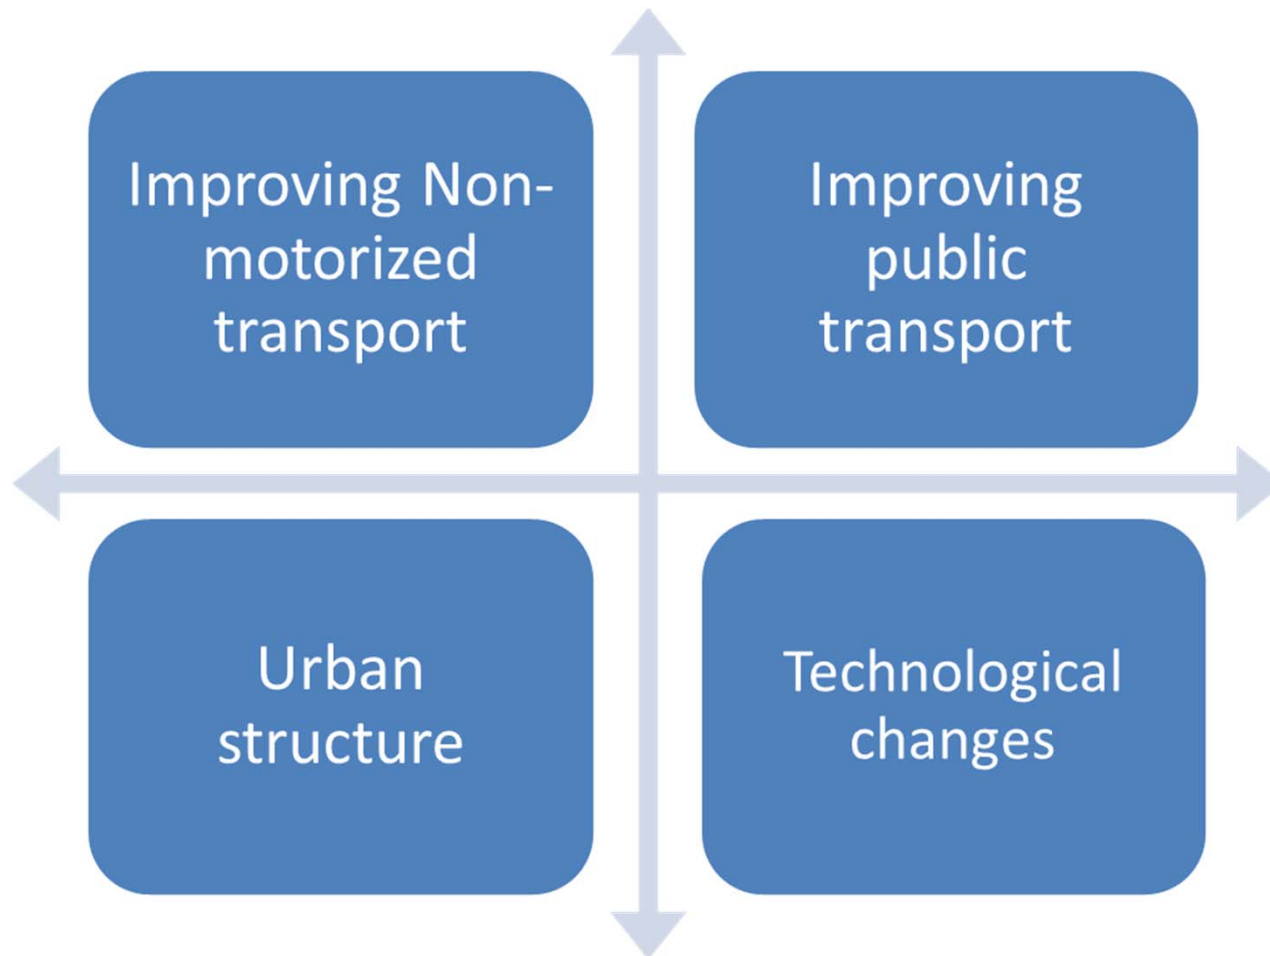 Improving Non-
motorized
transport
Improving
public
transport
Urban
structure
Technological
changes